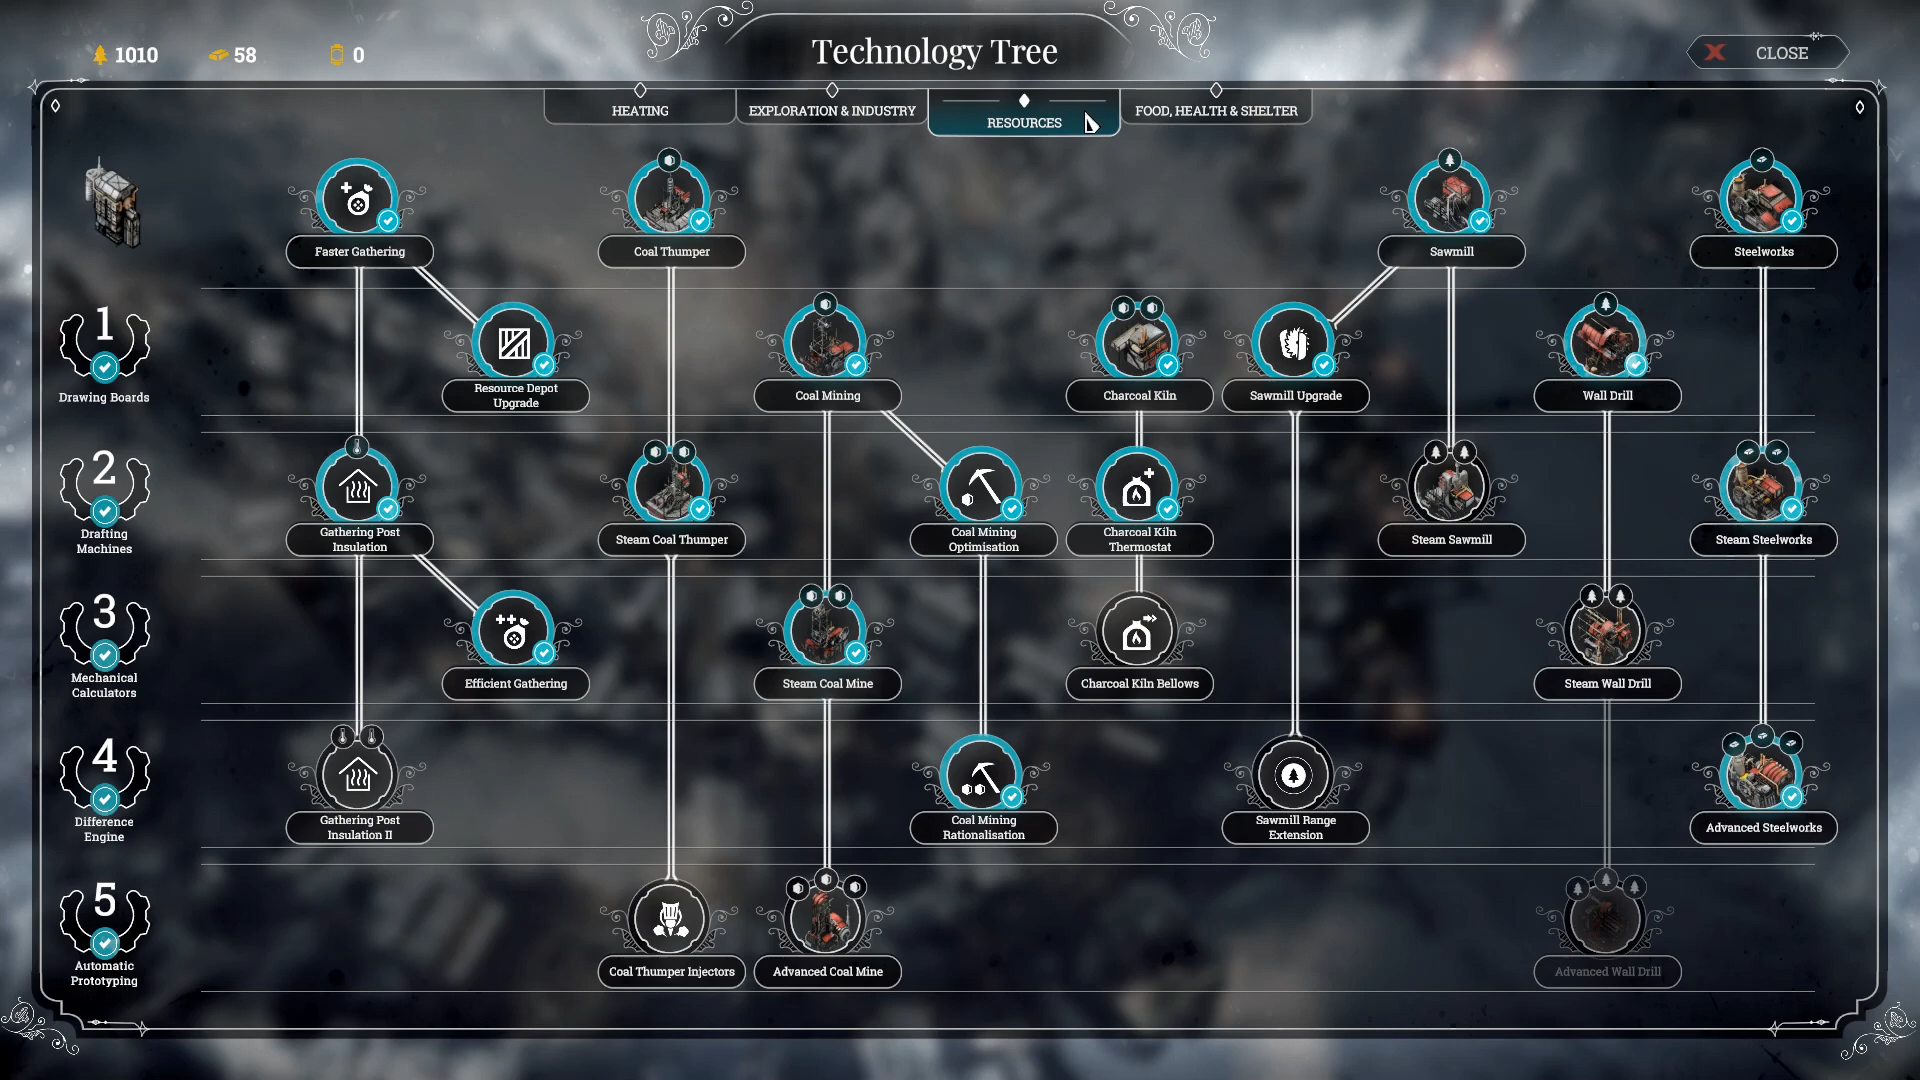 1010
58
0
Technology Tree
CLOSE
HEATING
EXPLORATION & INDUSTRY
RESOURCES
FOOD, HEALTH & SHELTER
Faster Gathering
Coal Thumper
Sawmill
Steelworks
1
Drawing Boards
Resource Depot
Upgrade
Coal Mining
Charcoal Kiln
Sawmill Upgrade
Wall Drill
2
Drafting
Machines
Gathering Post
Insulation
Steam Coal Thumper
Coal Mining
Optimisation
Charcoal Kiln
Thermostat
Steam Sawmill
Steam Steelworks
3
Mechanical
Calculators
Efficient Gathering
Steam Coal Mine
Charcoal Kiln Bellows
Steam Wall Drill
4
Difference
Engine
Gathering Post
Insulation II
Coal Mining
Rationalisation
Sawmill Range
Extension
Advanced Steelworks
5
Automatic
Prototyping
Coal Thumper Injectors
Advanced Coal Mine
Advanced Wall Drill